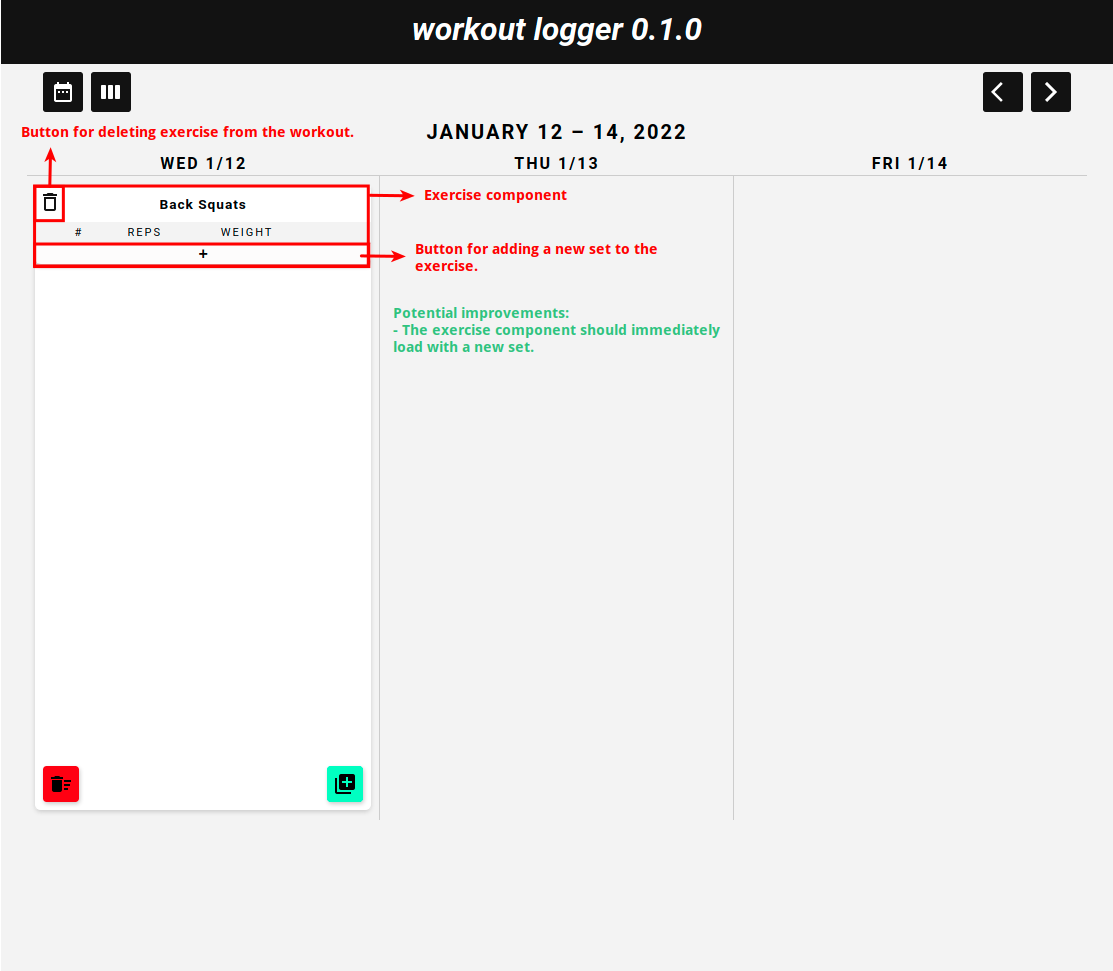 workout logger 0.1.0
Button for deleting exercise from the workout.
JANUARY 12 – 14, 2022
WED 1/12
THU 1/13
FRI 1/14
Back Squats
Exercise component
# REPS WEIGHT
+
Button for adding a new set to the
exercise.
Potential improvements:
- The exercise component should immediately
load with a new set.